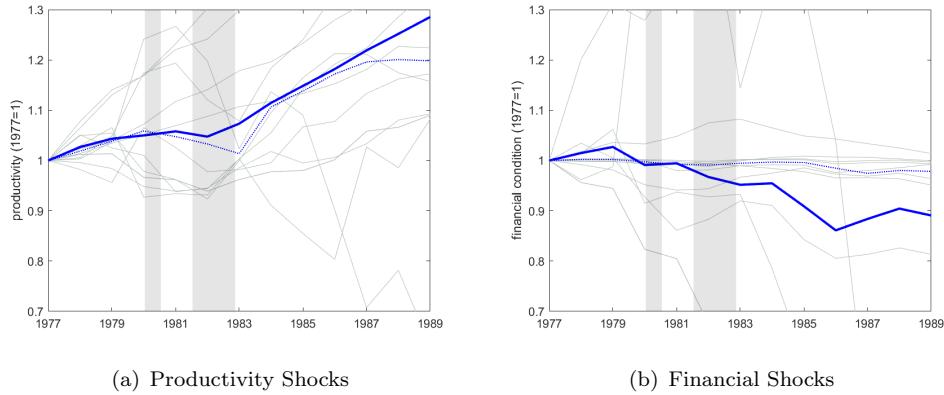 productivity (1977=1)
1.3
1.2
1.1
1
0.9
0.8
0.7
1977 1979 1981 1983 1985 1987 1989
financial condition (1977=1)
1.3
1.2
1.1
1
0.9
0.8
0.7
1977 1979 1981 1983 1985 1987 1989
(a) Productivity Shocks
(b) Financial Shocks